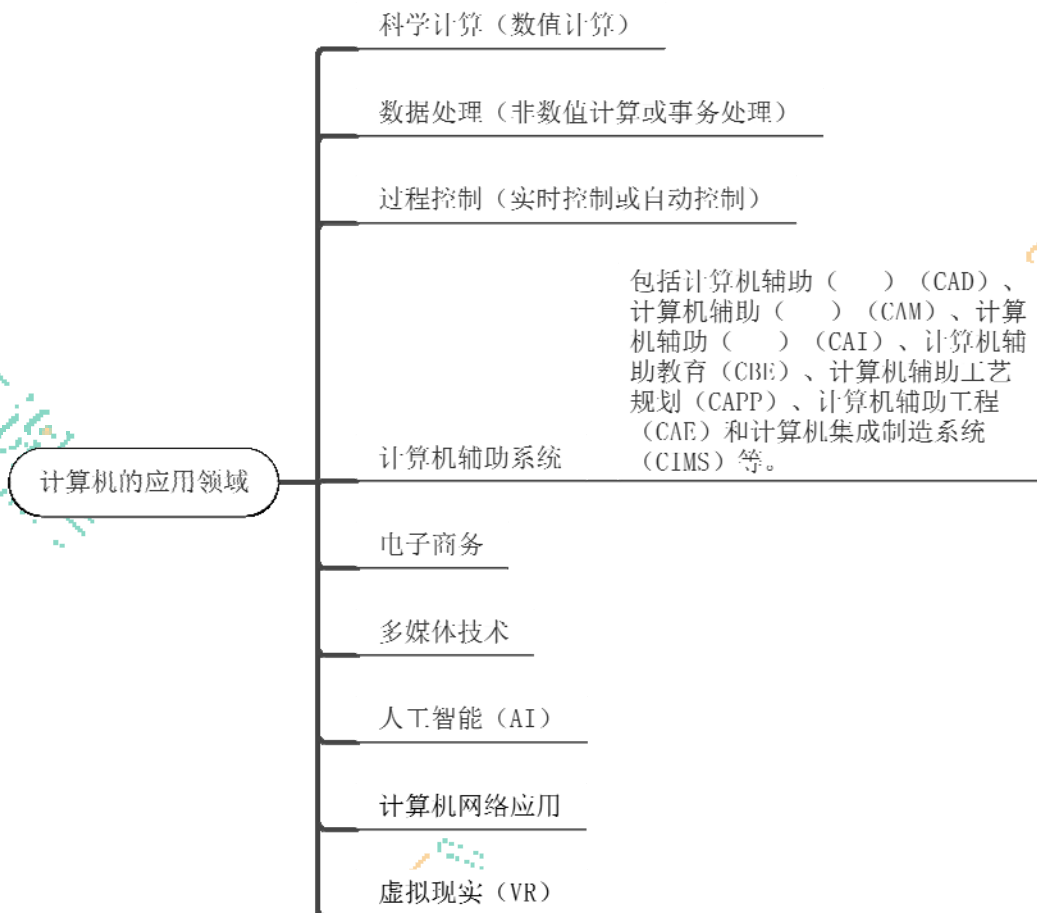 科学计算（数值计算）
数据处理（非数值计算或事务处理）
过程控制（实时控制或自动控制）
包括计算机辅助（　　）（CAD）、
计算机辅助（　　）（CAM）、计算
机辅助（　　）（CAI）、计算机辅
助教育（CBE）、计算机辅助工艺
规划（CAPP）、计算机辅助工程
（CAE）和计算机集成制造系统
（CIMS）等。
计算机辅助系统
计算机的应用领域
电子商务
多媒体技术
人工智能（AI）
计算机网络应用
虚拟现实（VR）